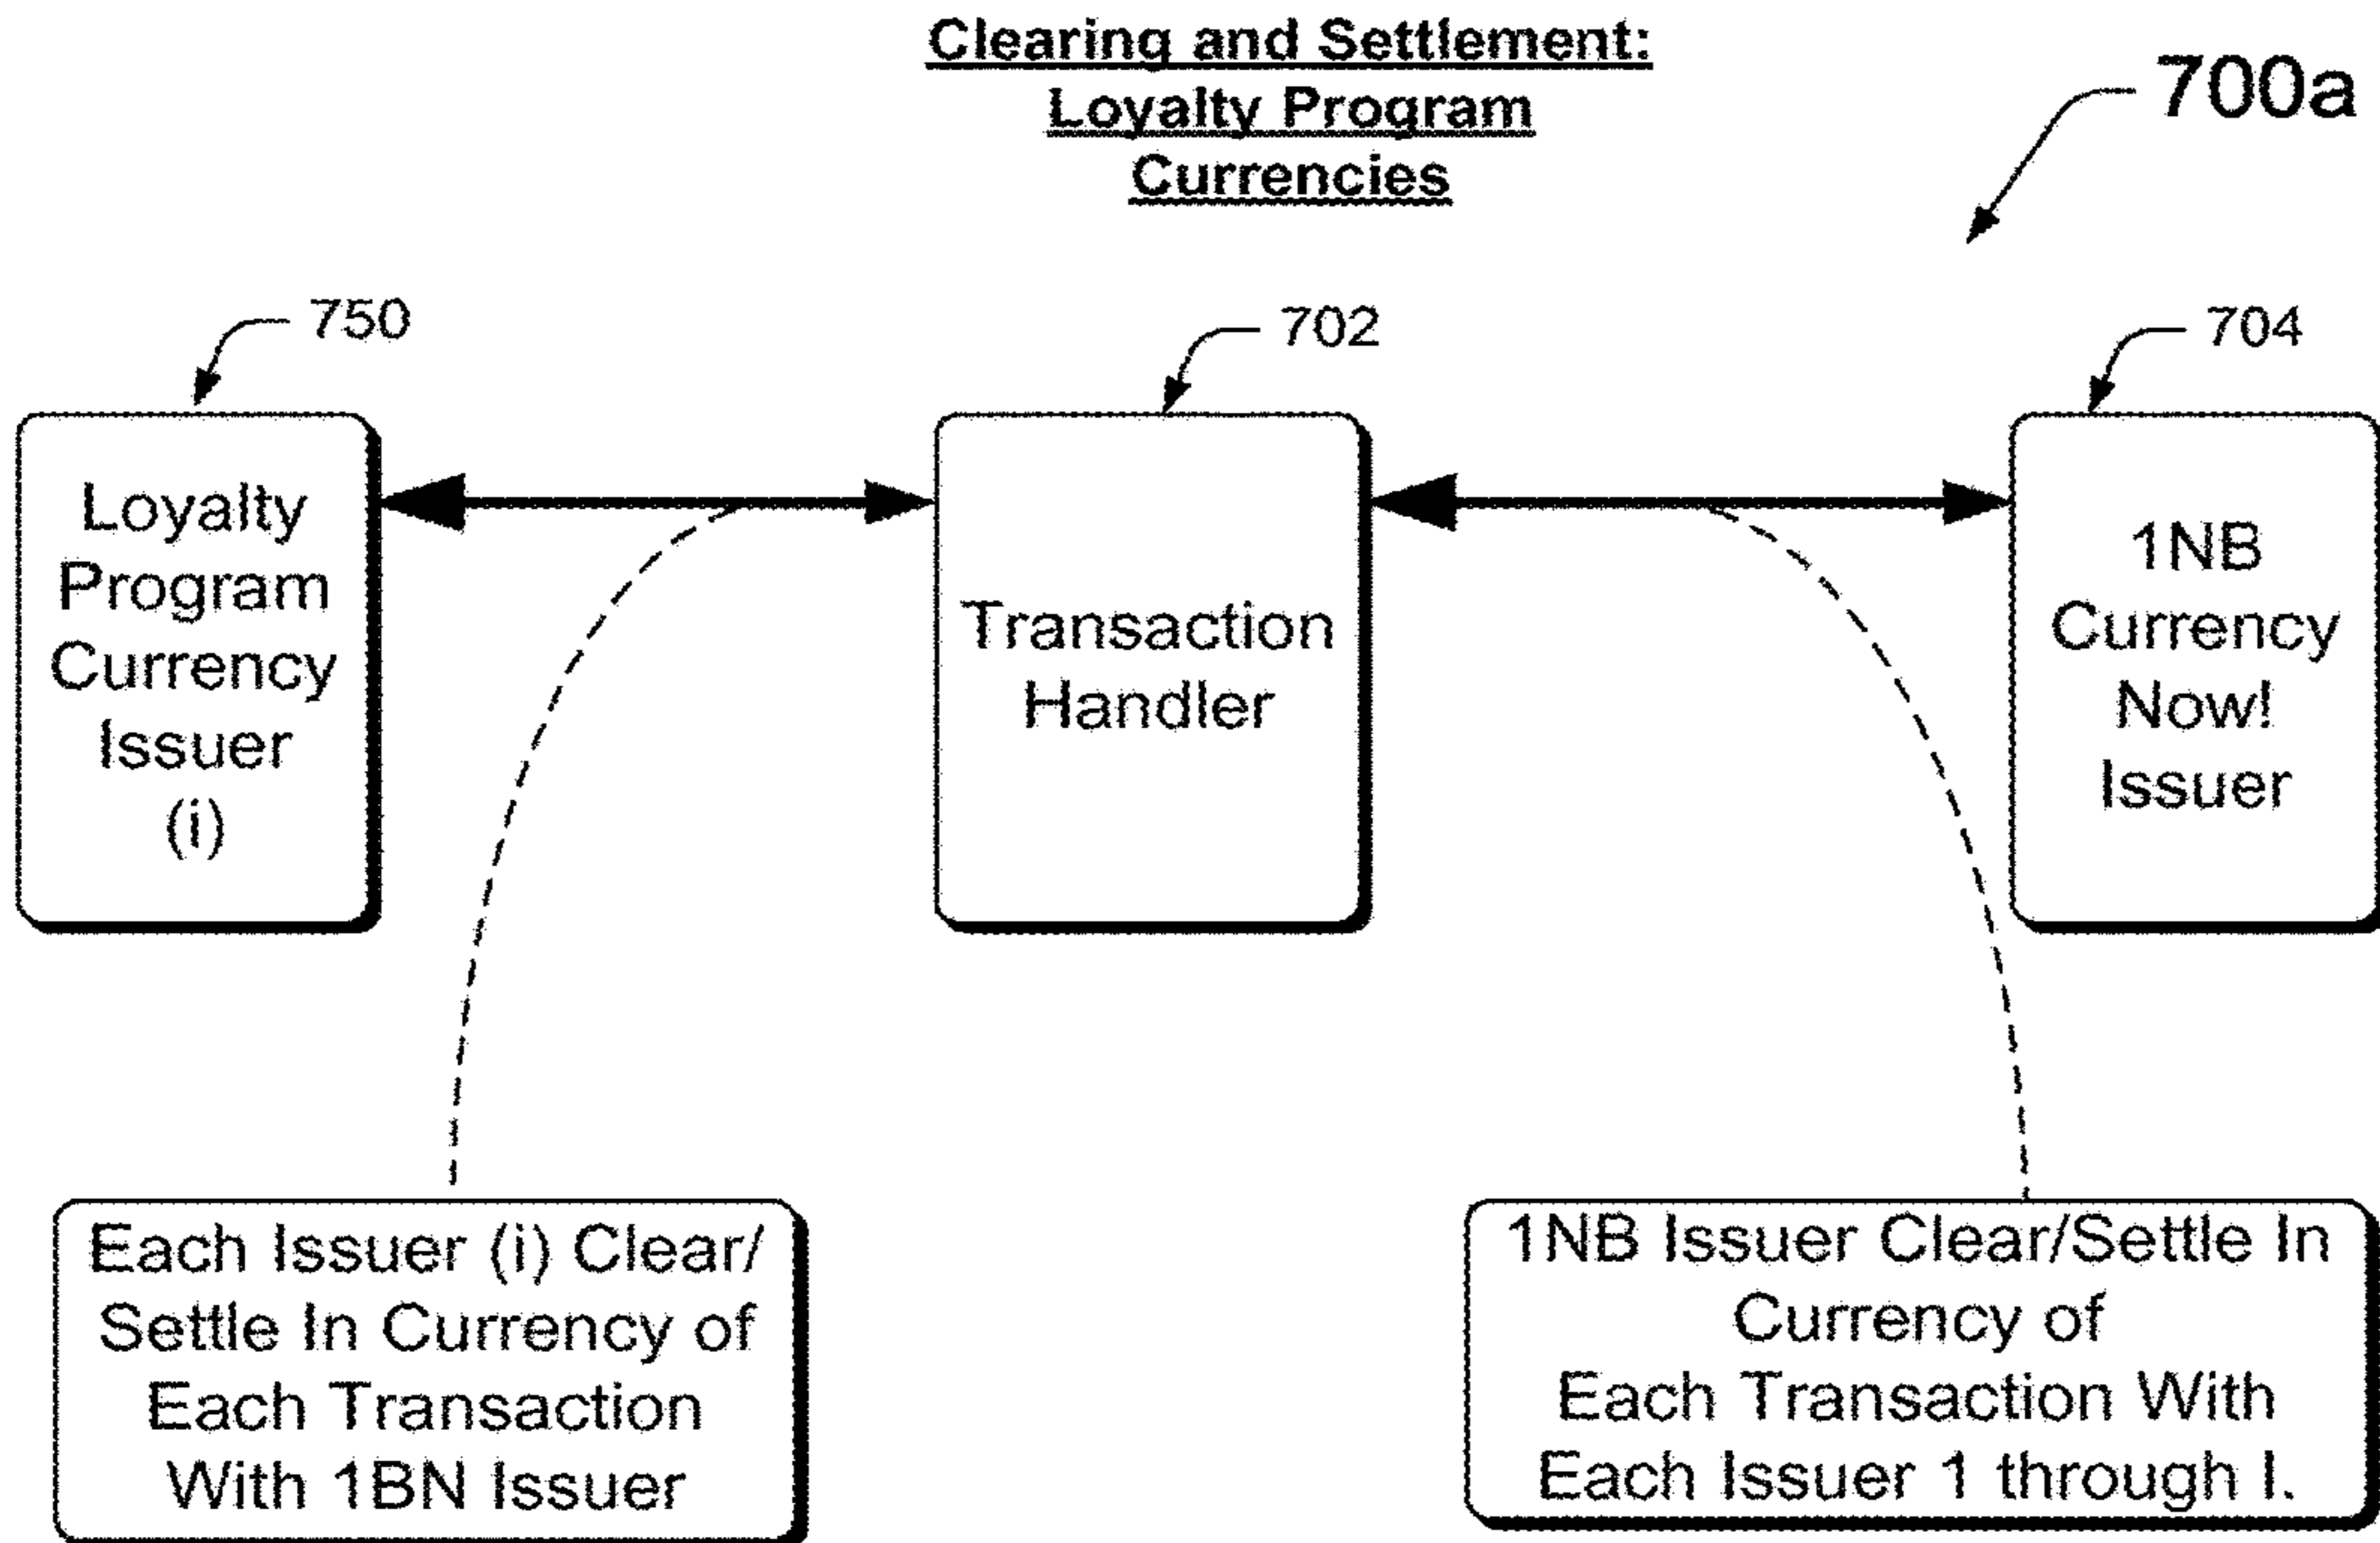 Clearing and Settlement:
Loyalty Program
Currencies
700a
750
702
704
Loyalty
Program
Currency
Issuer
(i)
Transaction
Handler
1NB
Currency
Now!
Issuer
Each Issuer (i) Clear/
Settle In Currency of
Each Transaction
With 1BN Issuer
1NB Issuer Clear/Settle In
Currency of
Each Transaction With
Each Issuer 1 through I.